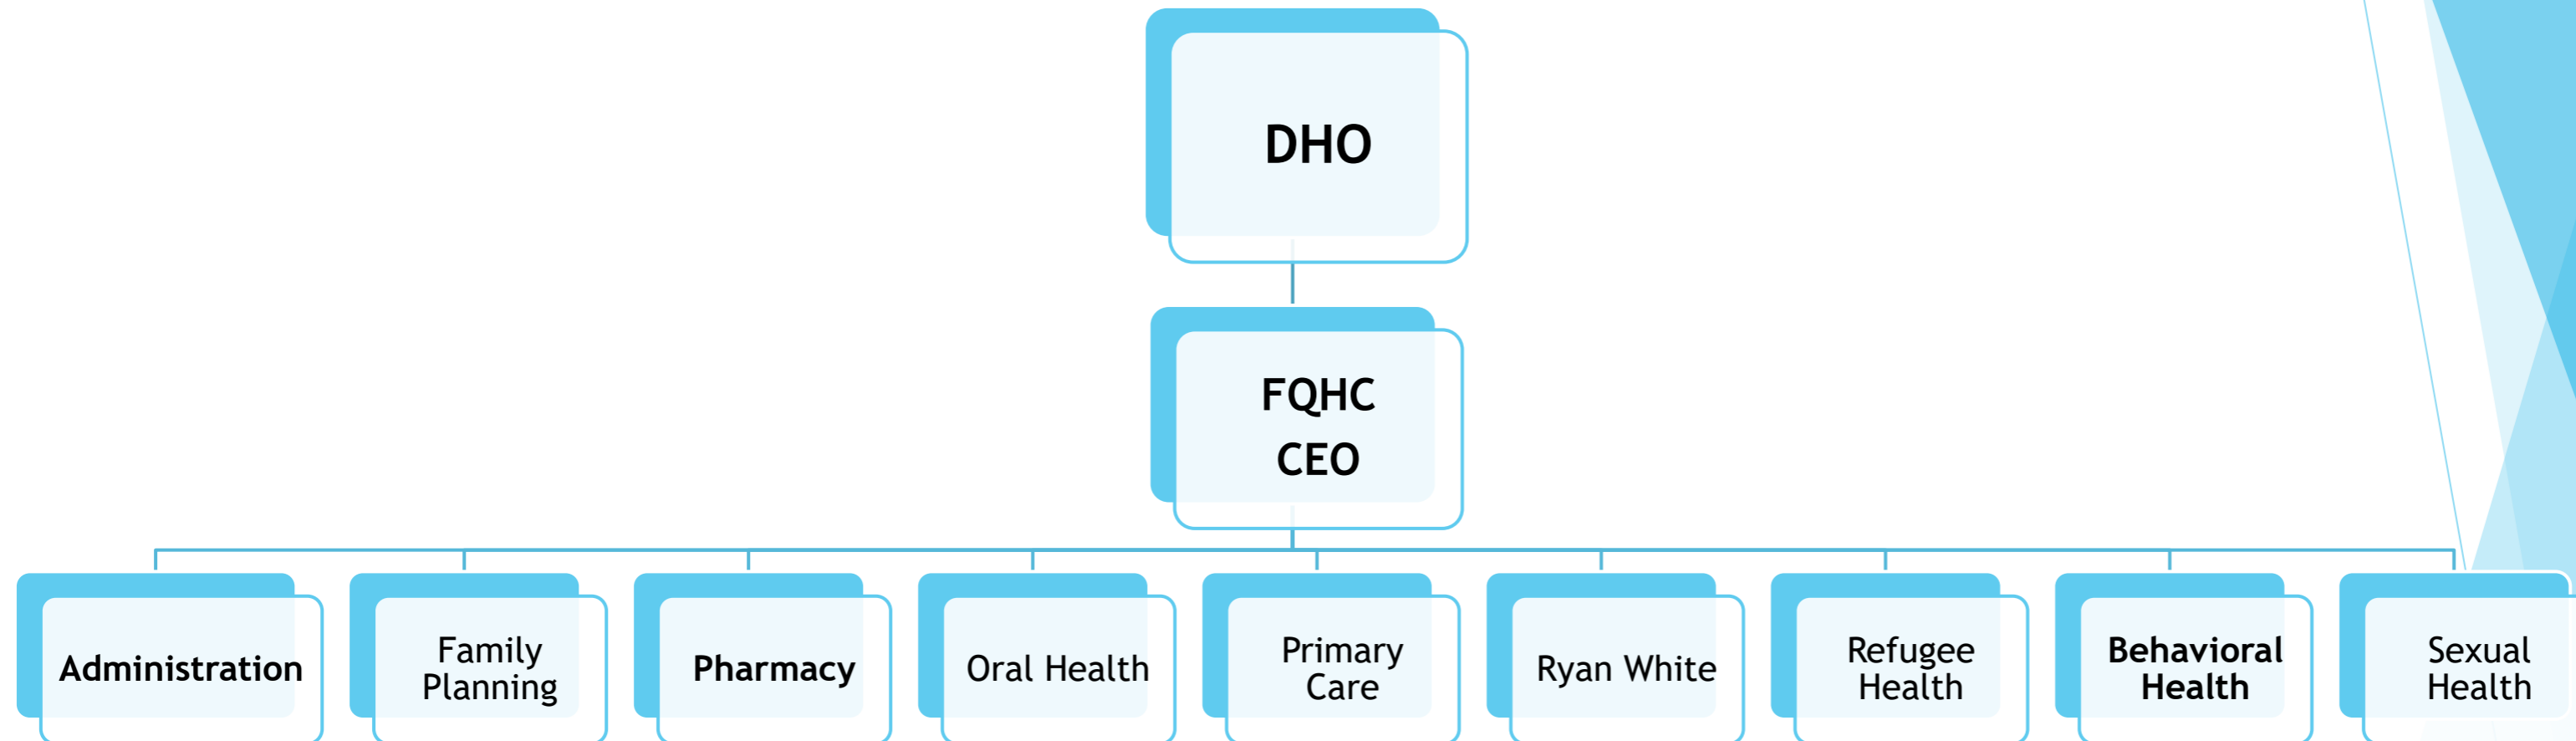 DHO
FQHC
CEO
Administration
Family
Planning
Pharmacy
Oral Health
Primary
Care
Ryan White
Refugee
Health
Behavioral
Health
Sexual
Health